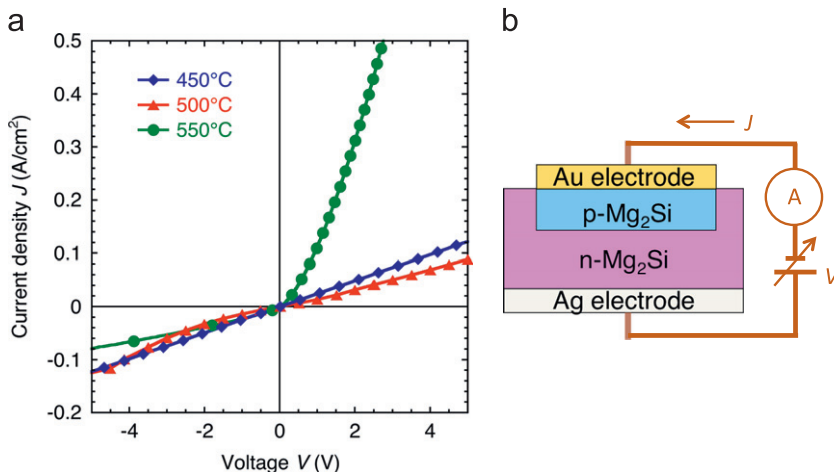 a
b
0.5
0.4
0.3
0.2
0.1
0
-0.1
-0.2
-4
-2
0
2
4
Current density J (A/cm²)
Voltage V (V)
450°C
500°C
550°C
J
A
V
Au electrode
p-Mg₂Si
n-Mg₂Si
Ag electrode